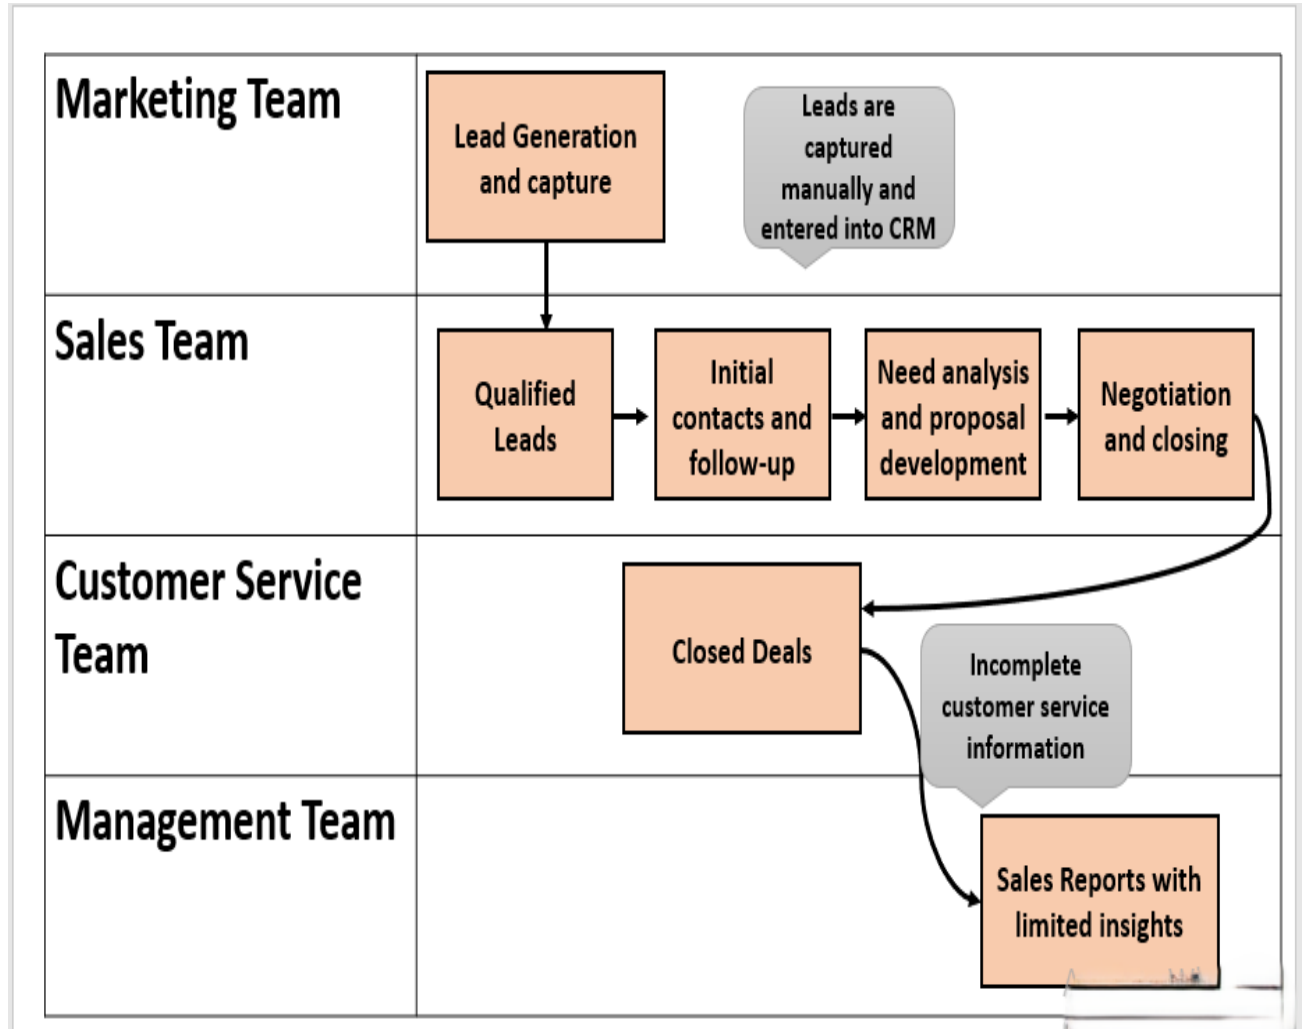 Marketing Team
Lead Generation
and capture
Leads are
captured
manually and
entered into CRM
Sales Team
Qualified
Leads
Initial
contacts and
follow-up
Need analysis
and proposal
development
Negotiation
and closing
Customer Service
Team
Closed Deals
Incomplete
customer service
information
Management Team
Sales Reports with
limited insights